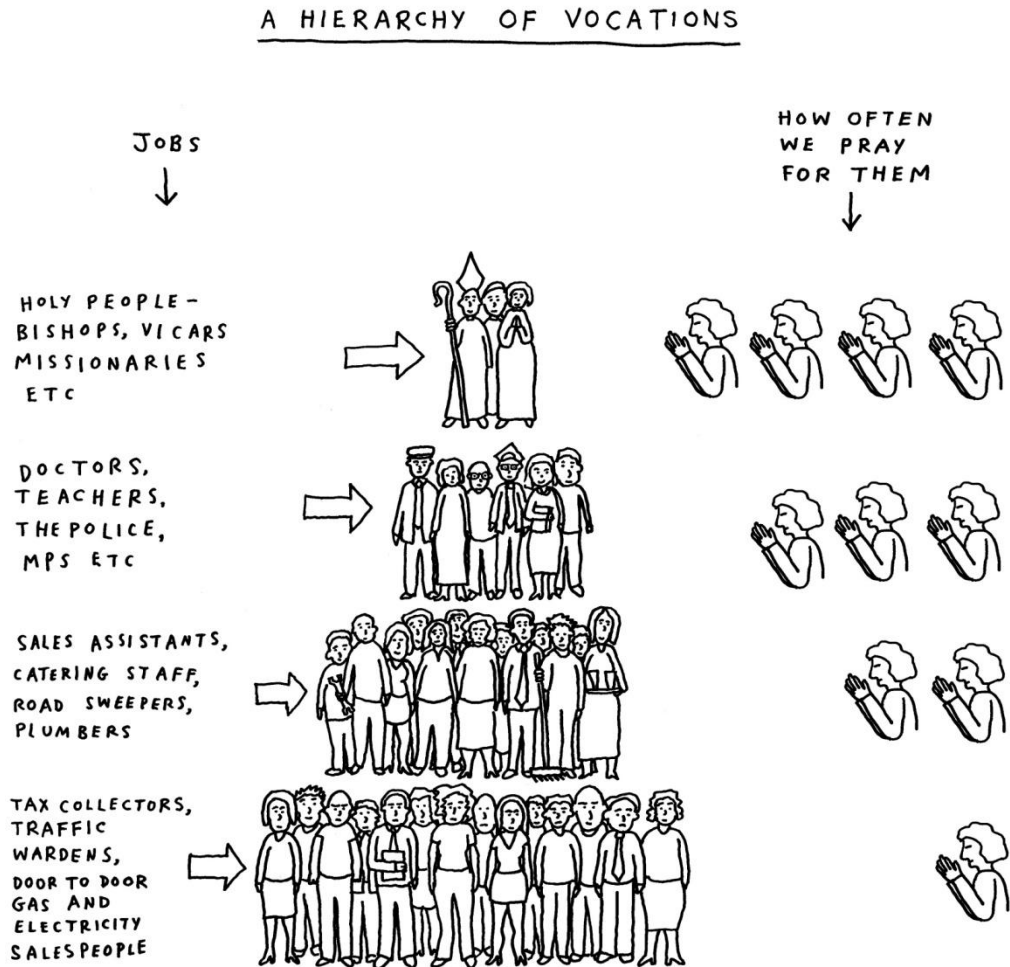 A HIERARCHY OF VOCATIONS
JOBS
HOW OFTEN
WE PRAY
FOR THEM
HOLY PEOPLE -
BISHOPS, VICARS
MISSIONARIES
ETC
DOCTORS,
TEACHERS,
THE POLICE,
MPS ETC
SALES ASSISTANTS,
CATERING STAFF,
ROAD SWEEPERS,
PLUMBERS
TAX COLLECTORS,
TRAFFIC
WARDENS,
DOOR TO DOOR
GAS AND
ELECTRICITY
SALESPEOPLE